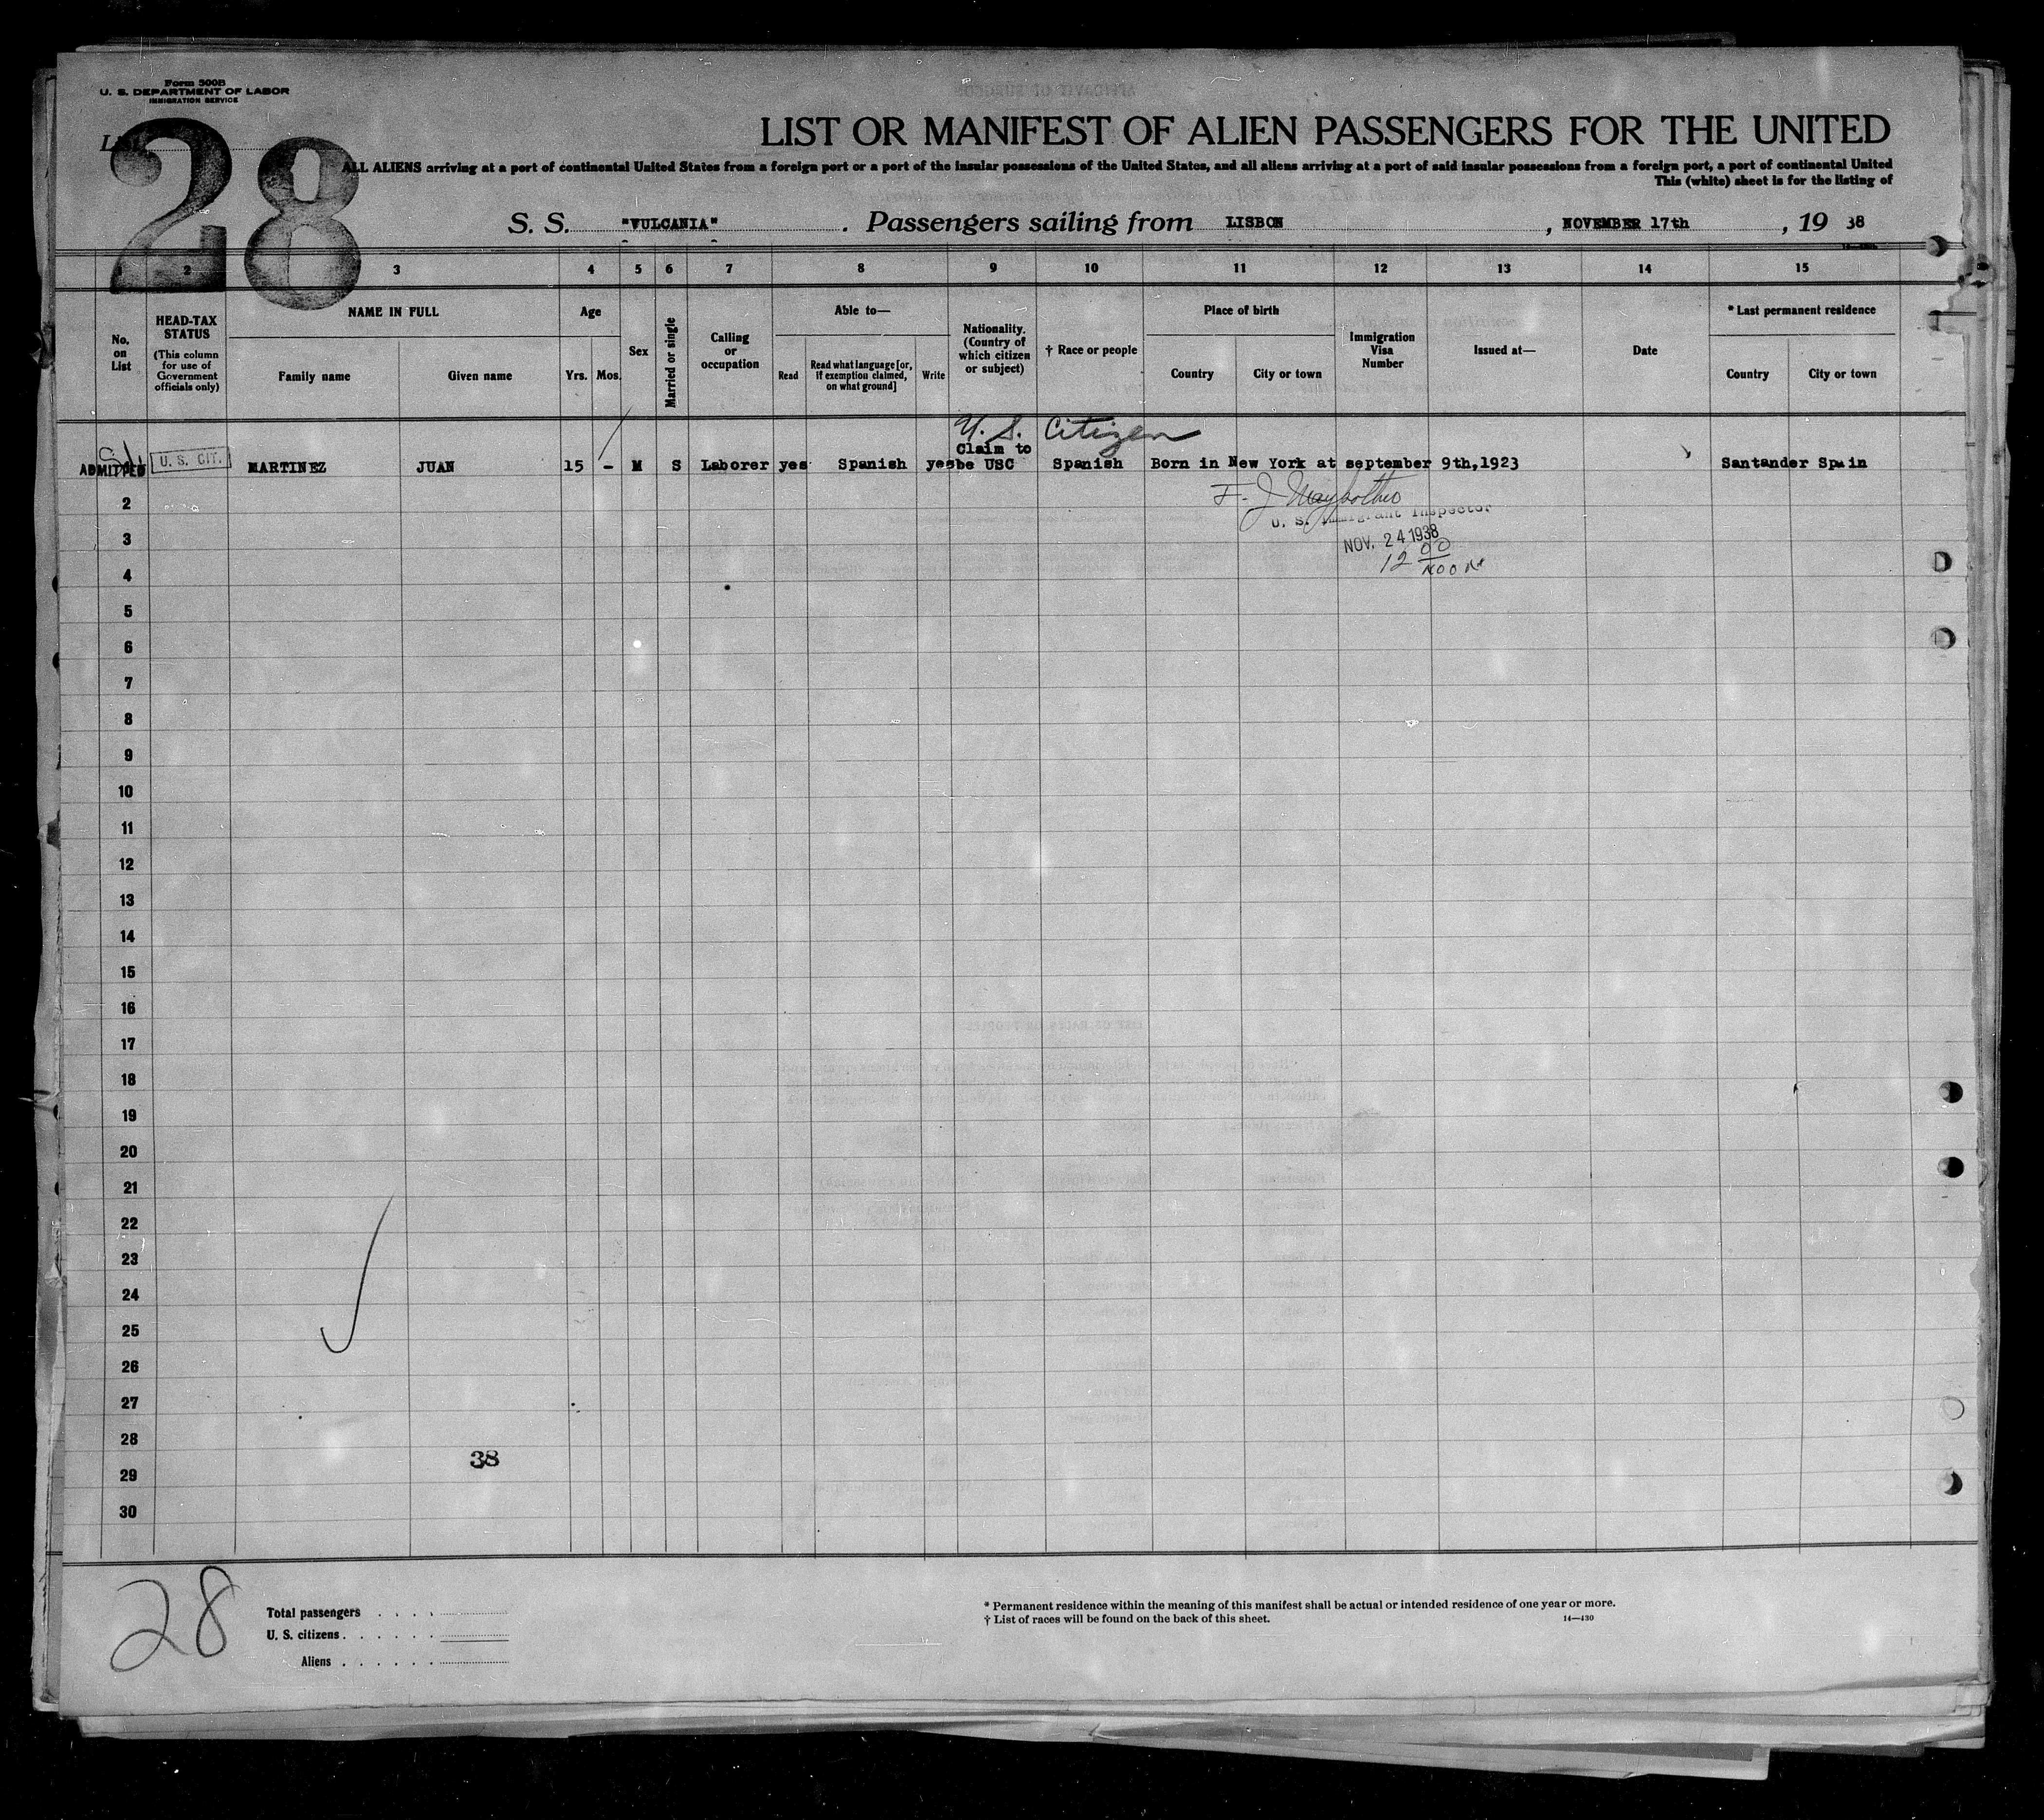 Form 500B
U. S. DEPARTMENT OF LABOR
IMMIGRATION SERVICE
List
28
LIST OR MANIFEST OF ALIEN PASSENGERS FOR THE UNITED
ALL ALIENS arriving at a port of continental United States from a foreign port or a port of the insular possessions of the United States, and all aliens arriving at a port of said insular possessions from a foreign port, a port of continental United
This (white) sheet is for the listing of
S. S. "VULCANIA" . Passengers sailing from LISBON , NOVEMBER 17th , 19 38
1 2 3 4 5 6 7 8 9 10 11 12 13 14 15
No. on List
HEAD-TAX STATUS
(This column for use of Government officials only)
NAME IN FULL
Family name
Given name
Age
Yrs.
Mos.
Sex
Married or single
Calling or occupation
Able to—
Read
Read what language [or, if exemption claimed, on what ground]
Write
Nationality. (Country of which citizen or subject)
† Race or people
Place of birth
Country
City or town
Immigration Visa Number
Issued at—
Date
* Last permanent residence
Country
City or town
U. S. Citizen
Claim to
ADMITTED U. S. CIT. MARTINEZ JUAN 15 - M S Laborer yes Spanish yes be USC Spanish Born in New York at september 9th,1923 Santander Spain
2
F. J.
U. S. Immigrant Inspector
3
NOV. 24 1938
12 00
noon
4
5
6
7
8
9
10
11
12
13
14
15
16
17
18
19
20
21
22
23
24
25
26
27
28
38
29
30
28
Total passengers . . . .
U. S. citizens . . . . . .
Aliens . . . . . .
* Permanent residence within the meaning of this manifest shall be actual or intended residence of one year or more.
† List of races will be found on the back of this sheet.
14—430